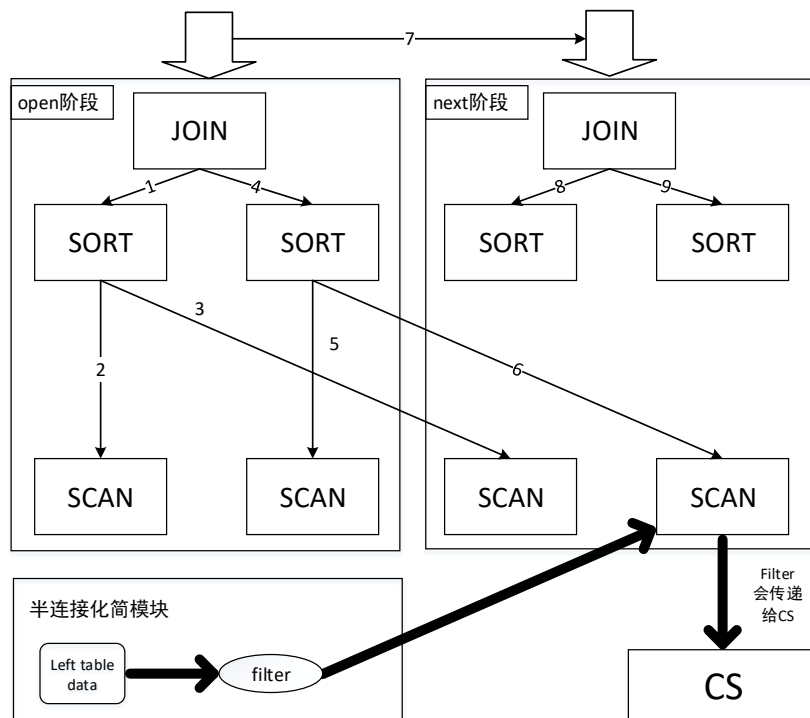 7
open阶段
next阶段
JOIN
JOIN
1
4
8
9
SORT
SORT
SORT
SORT
3
5
2
6
SCAN
SCAN
SCAN
SCAN
半连接化简模块
Left table
data
filter
Filter
会传递
给CS
CS